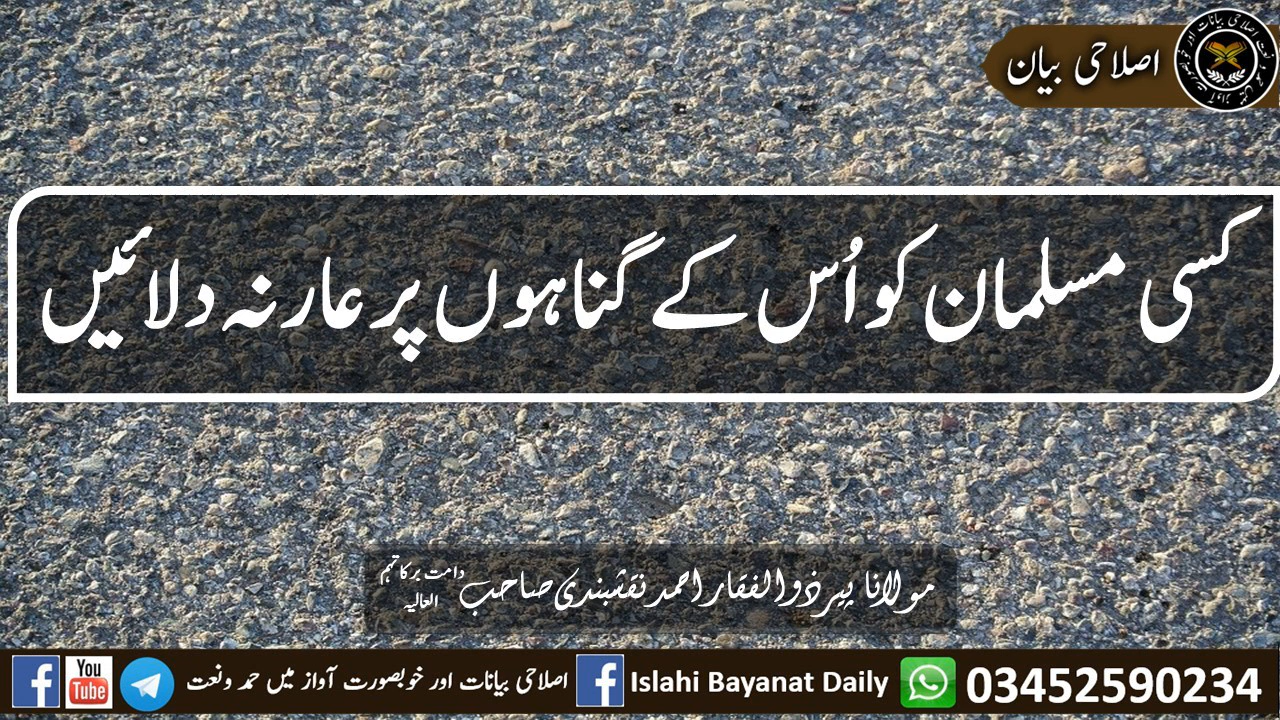 اصلاحی بیان
کسی مسلمان کو اُس کے گناہوں پر عار نہ دلائیں
مولانا پیر ذوالفقار احمد نقشبندی صاحب دامت برکاتہم العالیہ
You Tube اصلاحی بیانات اور خوبصورت آواز میں حمد ونعت Islahi Bayanat Daily 03452590234